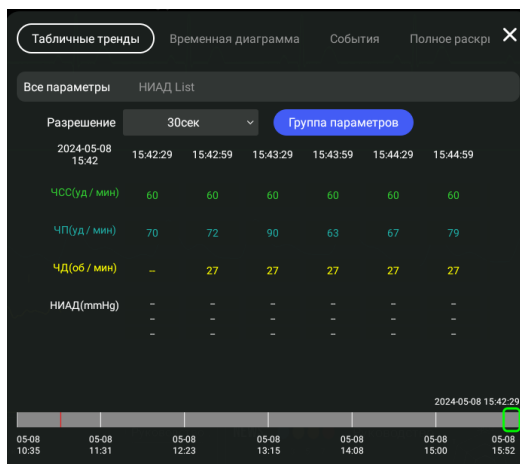 Табличные тренды Временная диаграмма События Полное раскры
Все параметры НИАД List
Разрешение 30сек Группа параметров
2024-05-08
15:42 15:42:29 15:42:59 15:43:29 15:43:59 15:44:29 15:44:59
ЧСС(уд / мин) 60 60 60 60 60 60
ЧП(уд / мин) 70 72 90 63 67 79
ЧД(об / мин) -- 27 27 27 27 27
НИАД(mmHg) – – – – – –
– – – – – –
– – – – – –
2024-05-08 15:42:29
05-08 05-08 05-08 05-08 05-08 05-08 05-08
10:35 11:31 12:23 13:15 14:08 15:00 15:52